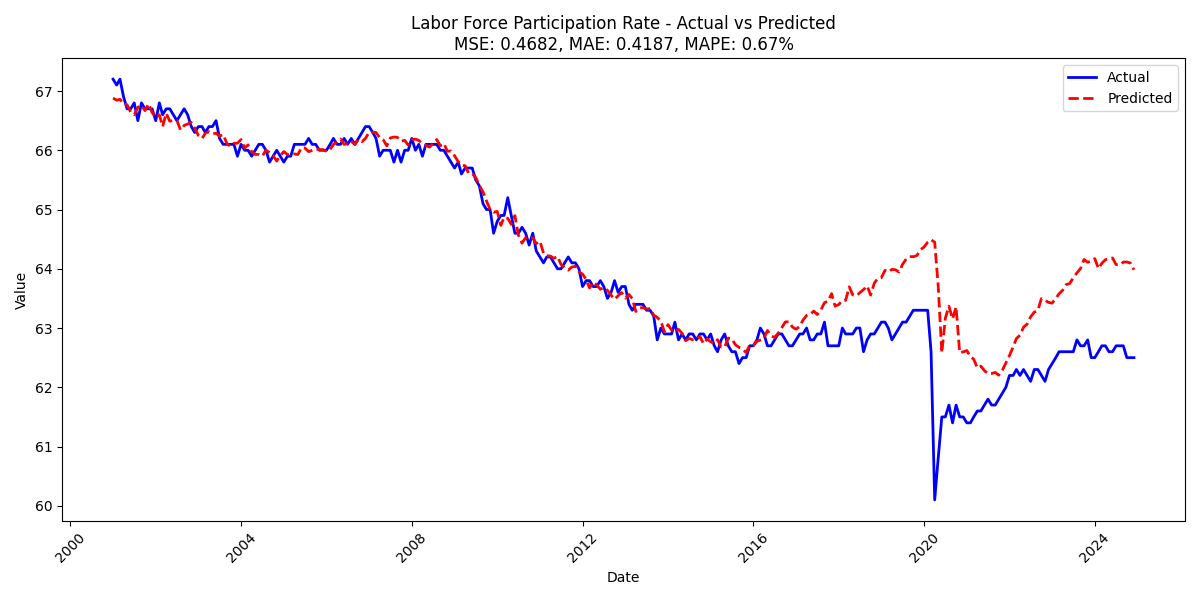 Labor Force Participation Rate - Actual vs Predicted
MSE: 0.4682, MAE: 0.4187, MAPE: 0.67%
Actual
Predicted
Value
67
66
65
64
63
62
61
60
2000
2004
2008
2012
2016
2020
2024
Date